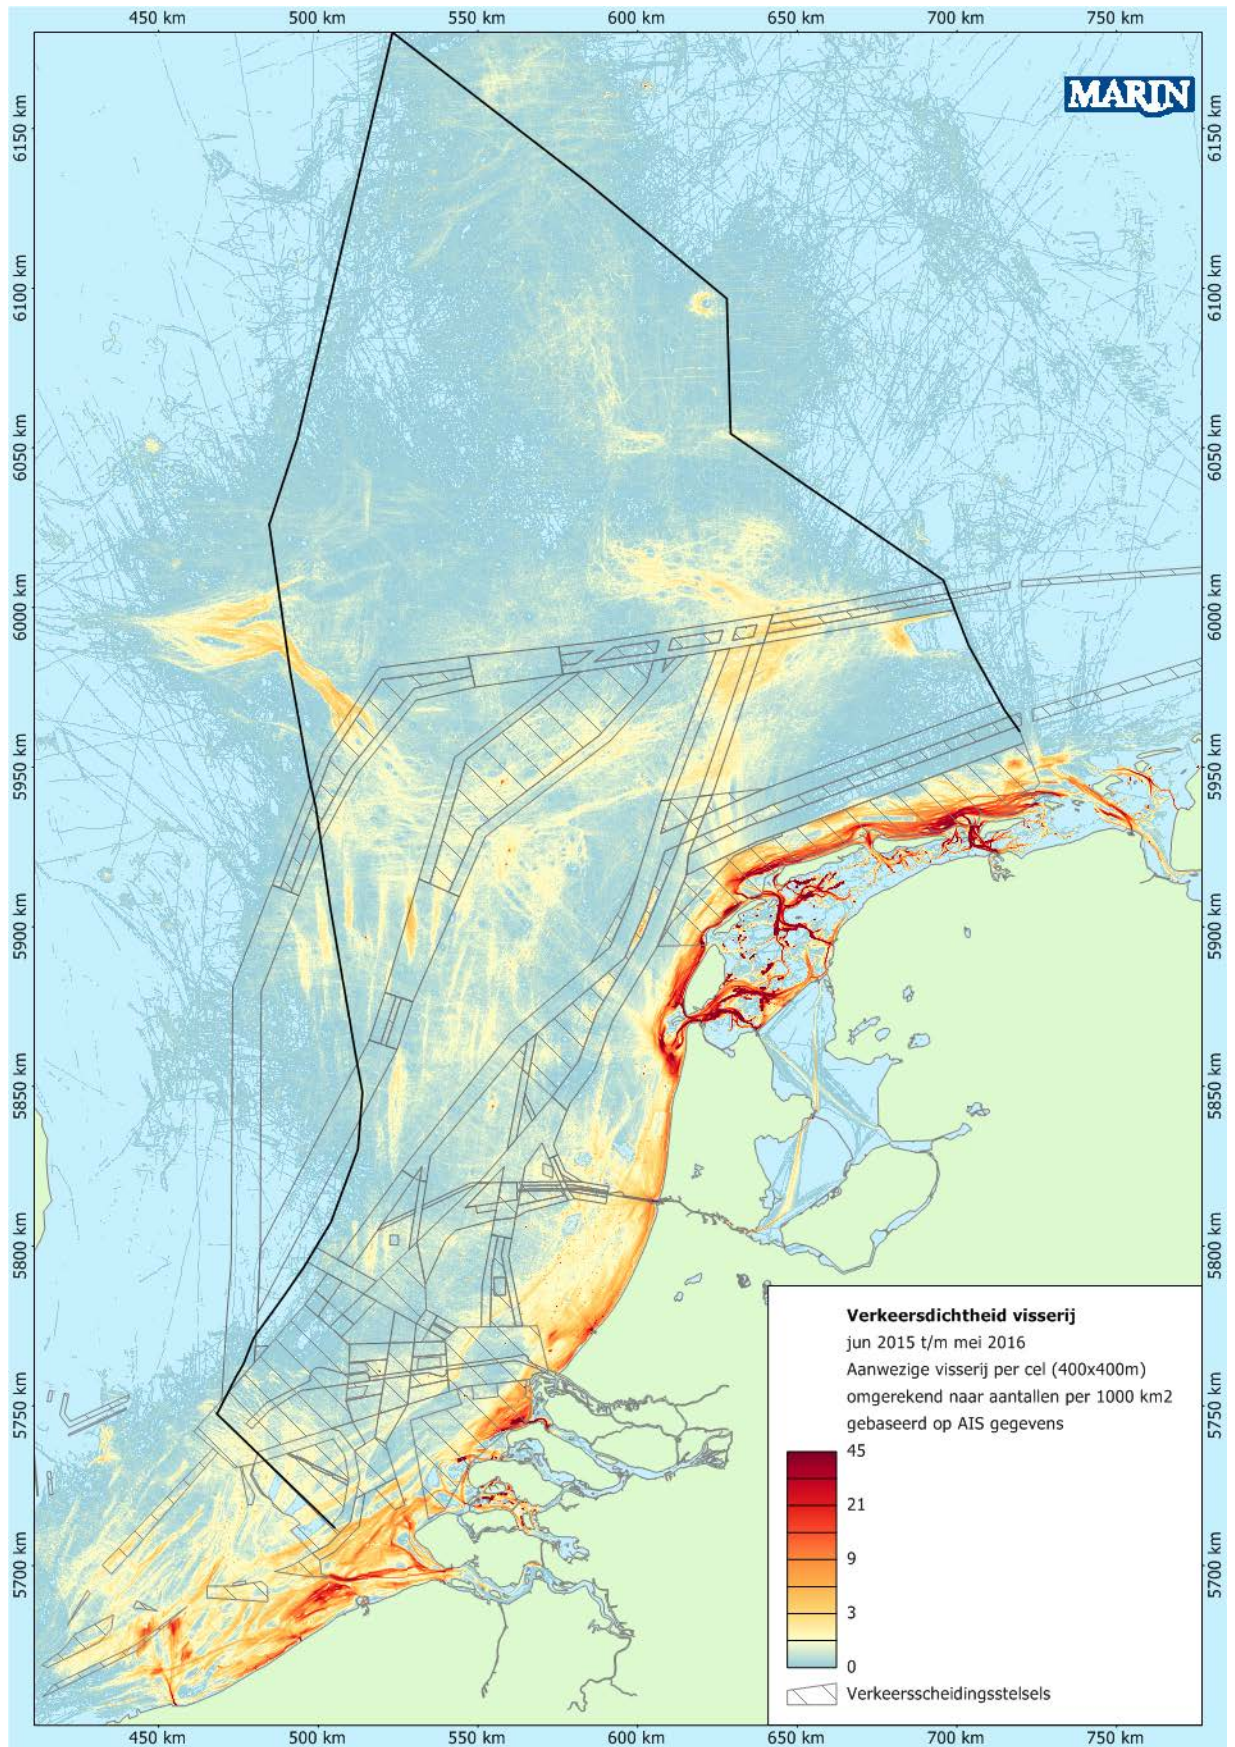 450 km 500 km 550 km 600 km 650 km 700 km 750 km
MARIN
6150 km
6150 km
6100 km
6100 km
6050 km
6050 km
6000 km
6000 km
5950 km
5950 km
5900 km
5900 km
5850 km
5850 km
5800 km
5800 km
5750 km
5750 km
5700 km
5700 km
Verkeersdichtheid visserij
jun 2015 t/m mei 2016
Aanwezige visserij per cel (400x400m)
omgerekend naar aantallen per 1000 km2
gebaseerd op AIS gegevens
45
21
9
3
0
Verkeersscheidingsstelsels
450 km 500 km 550 km 600 km 650 km 700 km 750 km